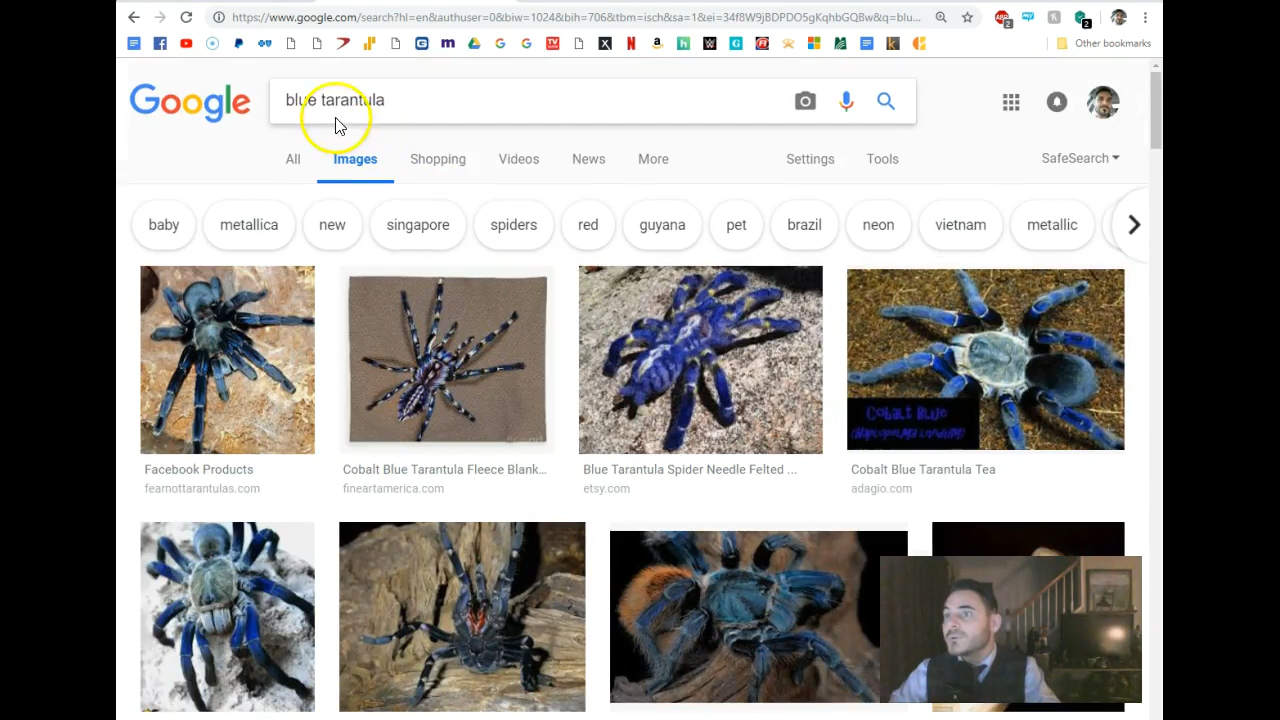 https://www.google.com/search?hl=en&authuser=0&biw=1024&bih=706&tbm=isch&sa=1&ei=34f8W9jBDPDO5gKqhbGQBw&q=blu...
Other bookmarks
Google
blue tarantula
All Images Shopping Videos News More Settings Tools SafeSearch
baby metallica new singapore spiders red guyana pet brazil neon vietnam metallic
Cobalt Blue
Facebook Products
fearnottarantulas.com
Cobalt Blue Tarantula Fleece Blank...
fineartamerica.com
Blue Tarantula Spider Needle Felted ...
etsy.com
Cobalt Blue Tarantula Tea
adagio.com